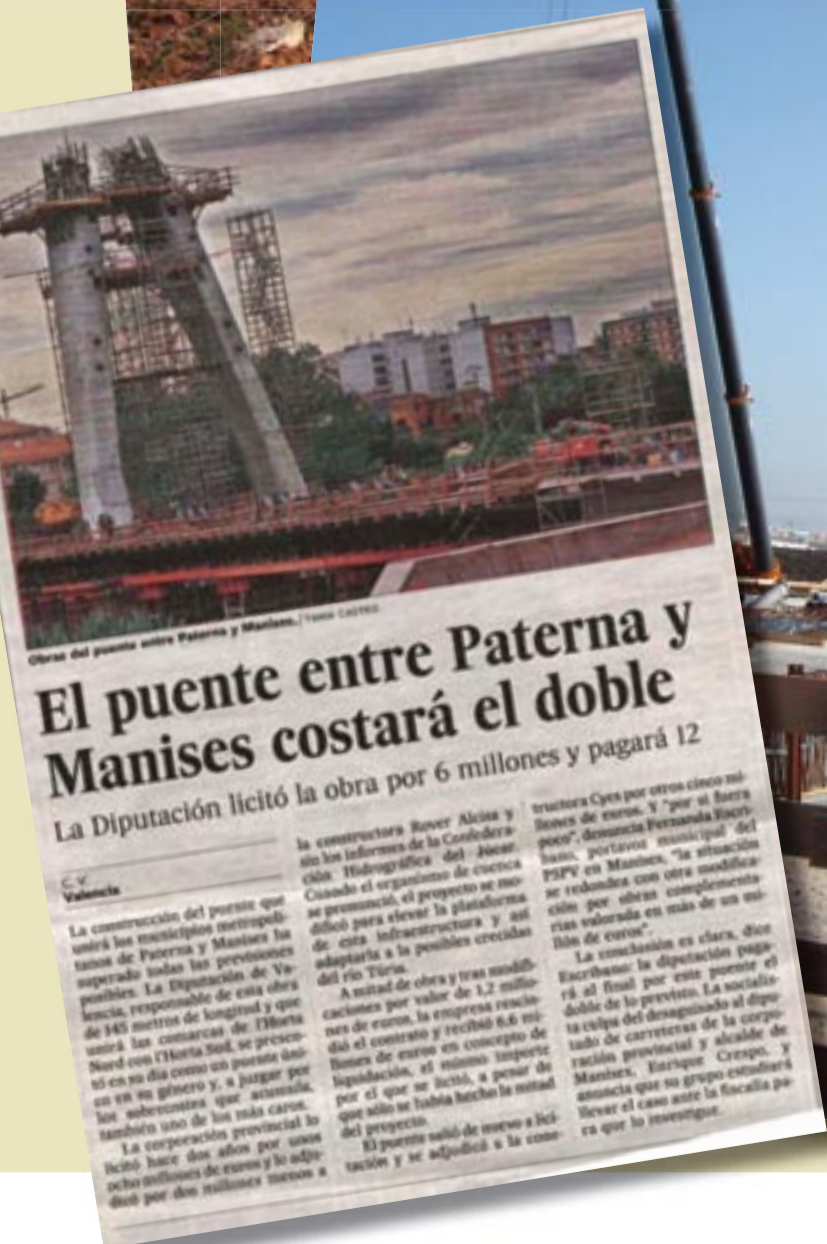 Obras del puente entre Paterna y Manises. | TANIA CASTRO
El puente entre Paterna y
Manises costará el doble
La Diputación licitó la obra por 6 millones y pagará 12
C. V.
Valencia
La construcción del puente que
unirá los municipios metropoli-
tanos de Paterna y Manises ha
superado todas las previsiones
posibles. La Diputación de Va-
lencia, responsable de esta obra
de 145 metros de longitud y que
unirá las comarcas de l'Horta
Nord con l'Horta Sud, se presen-
tó en su día como un puente úni-
co en su género y, a juzgar por
los sobrecostes que acumula,
también uno de los más caros.
La corporación provincial lo
licitó hace dos años por unos
ocho millones de euros y lo adju-
dicó por dos millones menos a
la constructora Rover Alcisa y
sin los informes de la Confedera-
ción Hidrográfica del Júcar.
Cuando el organismo de cuenca
se pronunció, el proyecto se mo-
dificó para elevar la plataforma
de esta infraestructura y así
adaptarla a la posibles crecidas
del río Túria.
A mitad de obra y tras modifi-
caciones por valor de 1,2 millo-
nes de euros, la empresa rescin-
dió el contrato y recibió 6,6 mi-
llones de euros en concepto de
liquidación, el mismo importe
por el que se licitó, a pesar de
que sólo se había hecho la mitad
del proyecto.
El puente salió de nuevo a lici-
tación y se adjudicó a la cons-
tructora Cyes por otros cinco mi-
llones de euros. Y "por si fuera
poco", denuncia Fernanda Escri-
bano, portavoz municipal del
PSPV en Manises, "la situación
se redondea con otra modifica-
ción por obras complementa-
rias valorada en más de un mi-
llón de euros".
La conclusión es clara, dice
Escribano: la diputación paga-
rá al final por este puente el
doble de lo previsto. La socialis-
ta culpa del desaguisado al dipu-
tado de carreteras de la corpo-
ración provincial y alcalde de
Manises, Enrique Crespo, y
anuncia que su grupo estudiará
llevar el caso ante la fiscalía pa-
ra que lo investigue.